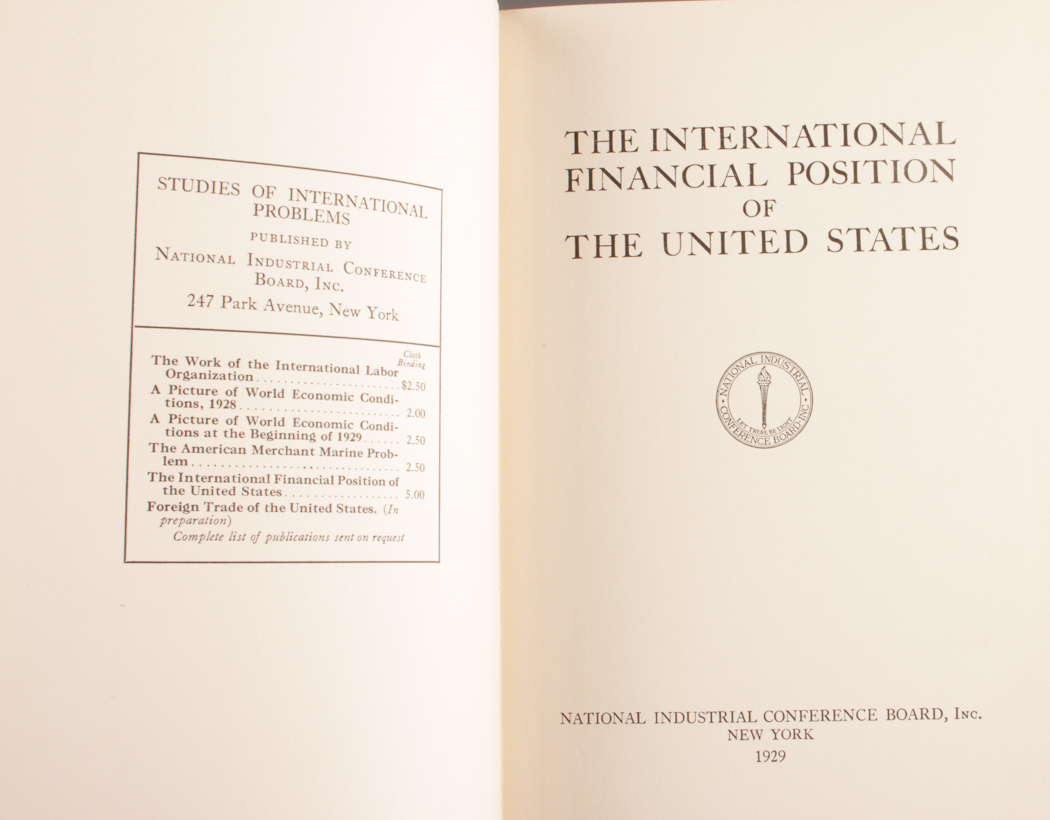 STUDIES OF INTERNATIONAL
PROBLEMS
PUBLISHED BY
NATIONAL INDUSTRIAL CONFERENCE
BOARD, INC.
247 Park Avenue, New York
Cloth
Binding
The Work of the International Labor
Organization....................$2.50
A Picture of World Economic Condi-
tions, 1928...................... 2.00
A Picture of World Economic Condi-
tions at the Beginning of 1929...... 2.50
The American Merchant Marine Prob-
lem.............................. 2.50
The International Financial Position of
the United States................. 5.00
Foreign Trade of the United States. (In
preparation)
Complete list of publications sent on request
THE INTERNATIONAL
FINANCIAL POSITION
OF
THE UNITED STATES
NATIONAL INDUSTRIAL
CONFERENCE BOARD·INC
LET THERE BE LIGHT
NATIONAL INDUSTRIAL CONFERENCE BOARD, INC.
NEW YORK
1929